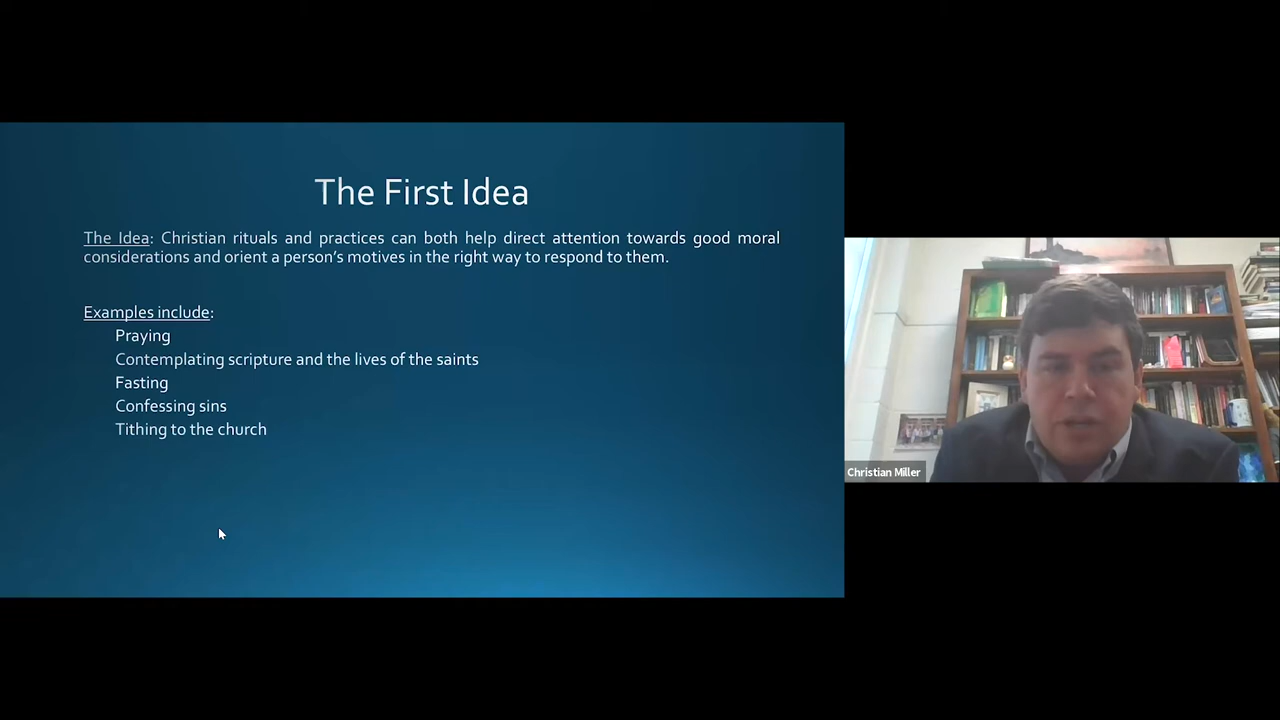 The First Idea
The Idea: Christian rituals and practices can both help direct attention towards good moral
considerations and orient a person’s motives in the right way to respond to them.
Examples include:
Praying
Contemplating scripture and the lives of the saints
Fasting
Confessing sins
Tithing to the church
Christian Miller